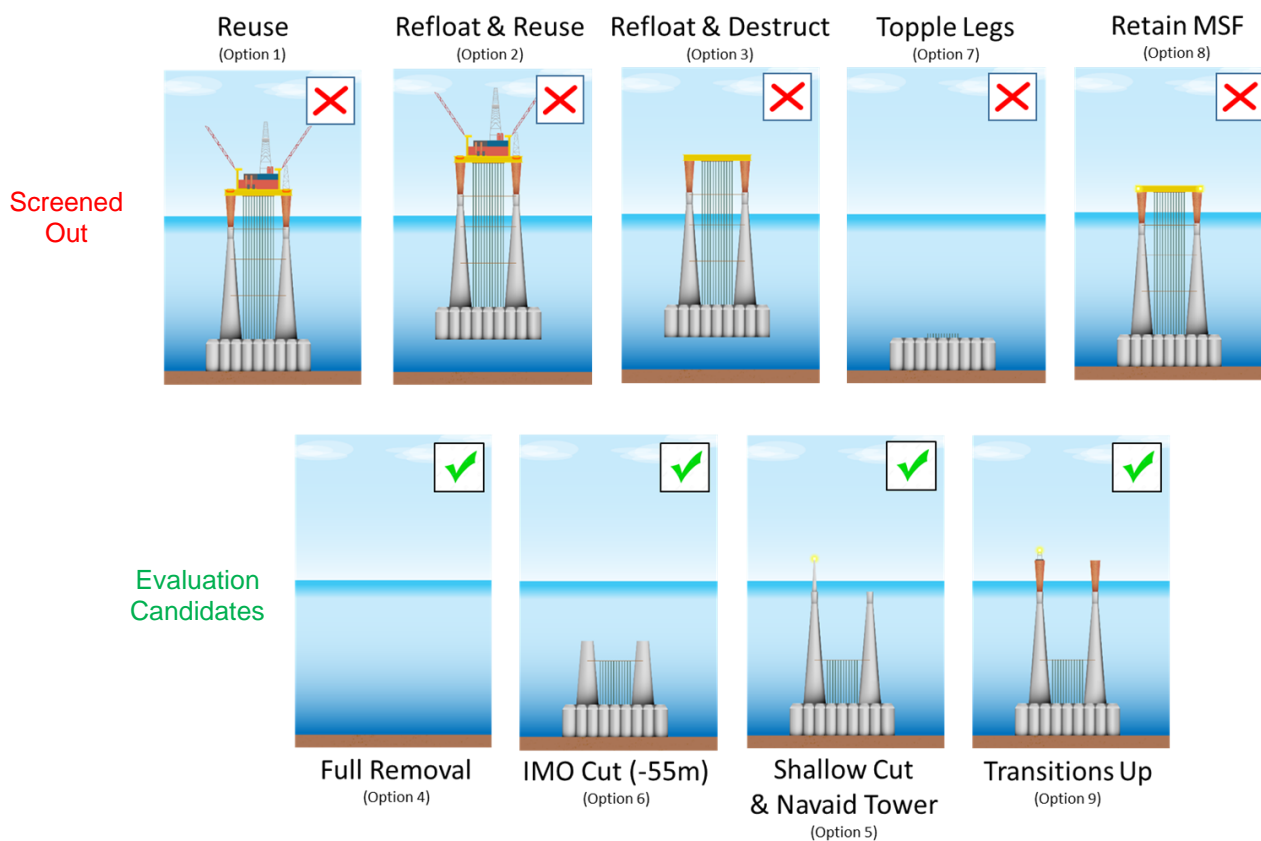 Reuse
(Option 1)
Refloat & Reuse
(Option 2)
Refloat & Destruct
(Option 3)
Topple Legs
(Option 7)
Retain MSF
(Option 8)
Screened
Out
Evaluation
Candidates
Full Removal
(Option 4)
IMO Cut (-55m)
(Option 6)
Shallow Cut
& Navaid Tower
(Option 5)
Transitions Up
(Option 9)